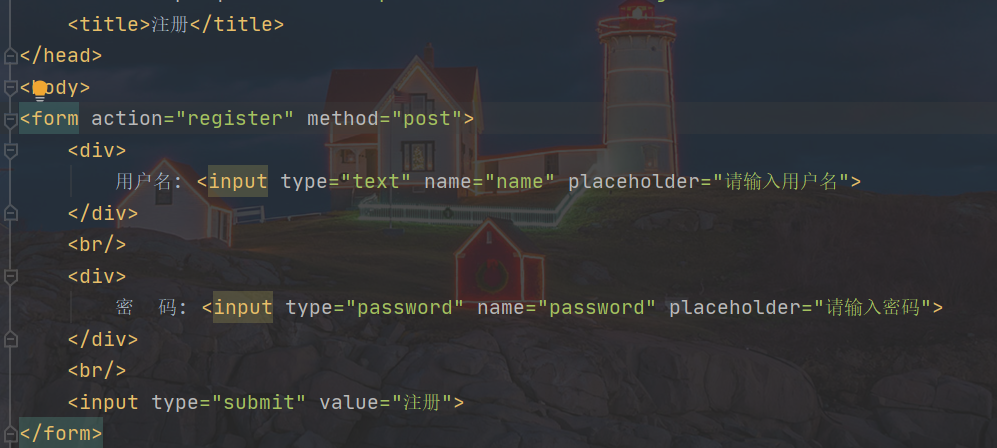 <title>注册</title>
</head>
<body>
<form action="register" method="post">
<div>
用户名: <input type="text" name="name" placeholder="请输入用户名">
</div>
<br/>
<div>
密  码: <input type="password" name="password" placeholder="请输入密码">
</div>
<br/>
<input type="submit" value="注册">
</form>